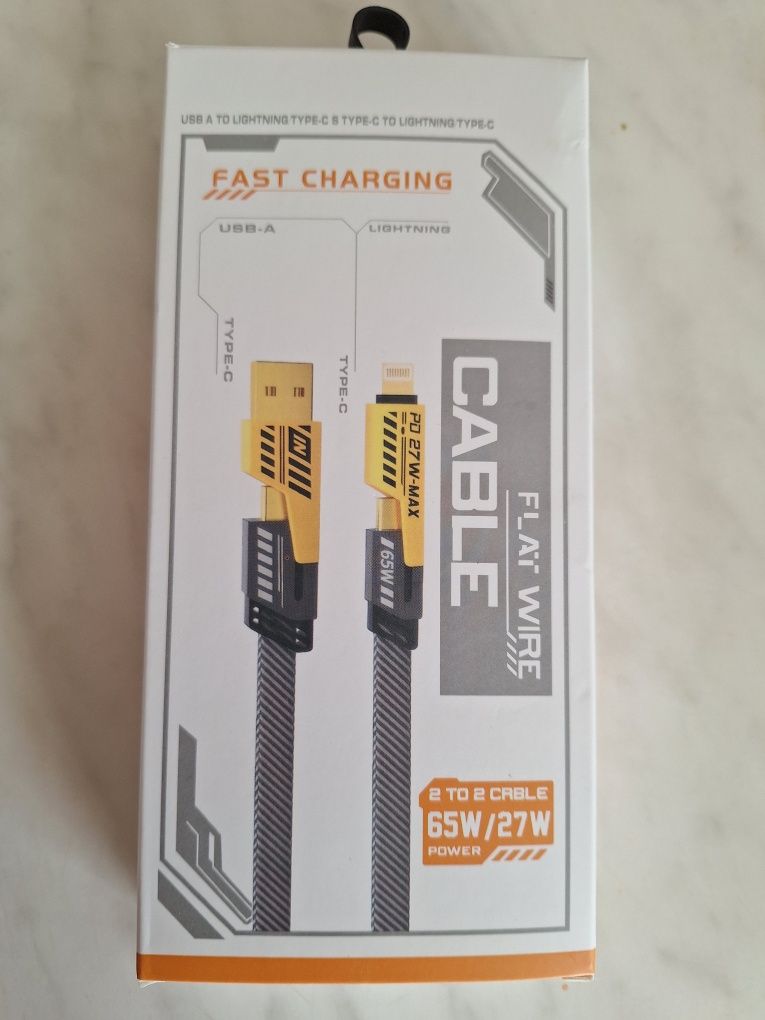 USB A TO LIGHTNING TYPE-C & TYPE-C TO LIGHTNING TYPE-C
FAST CHARGING
USB-A
LIGHTNING
TYPE-C
TYPE-C
IN
PD 27W-MAX
65W
CABLE
FLAT WIRE
2 TO 2 CABLE
65W/27W
POWER